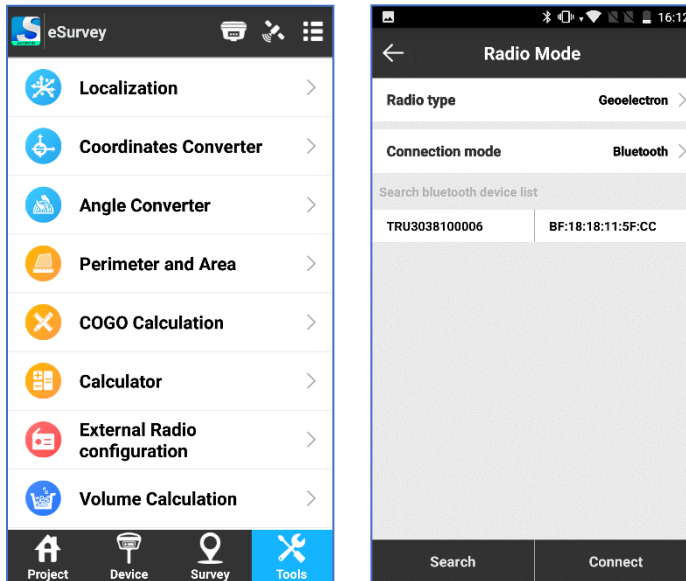 eSurvey
Localization
Coordinates Converter
Angle Converter
Perimeter and Area
COGO Calculation
Calculator
External Radio
configuration
Volume Calculation
Project Device Survey Tools
16:12
Radio Mode
Radio type Geoelectron
Connection mode Bluetooth
Search bluetooth device list
TRU3038100006 BF:18:18:11:5F:CC
Search Connect